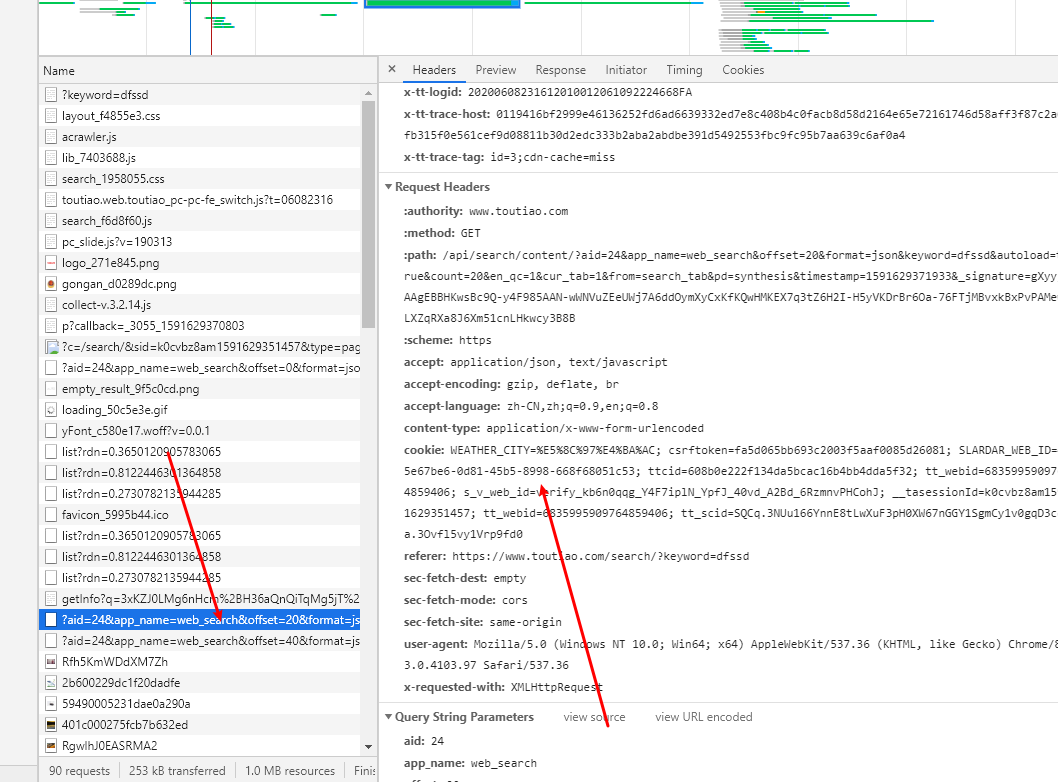 Name
?keyword=dfssd
layout_f4855e3.css
acrawler.js
lib_7403688.js
search_1958055.css
toutiao.web.toutiao_pc-pc-fe_switch.js?t=06082316
search_f6d8f60.js
pc_slide.js?v=190313
logo_271e845.png
gongan_d0289dc.png
collect-v.3.2.14.js
p?callback=_3055_1591629370803
?c=/search/&sid=k0cvbz8am1591629351457&type=pag
?aid=24&app_name=web_search&offset=0&format=jso
empty_result_9f5c0cd.png
loading_50c5e3e.gif
yFont_c580e17.woff?v=0.0.1
list?rdn=0.3650120905783065
list?rdn=0.8122446301364858
list?rdn=0.2730782135944285
favicon_5995b44.ico
list?rdn=0.3650120905783065
list?rdn=0.8122446301364858
list?rdn=0.2730782135944285
getInfo?q=3xKZJ0LMg6nHcm%2BH36aQnQiTqMg5jT%2
?aid=24&app_name=web_search&offset=20&format=js
?aid=24&app_name=web_search&offset=40&format=js
Rfh5KmWDdXM7Zh
2b600229dc1f20dadfe
59490005231dae0a290a
401c000275fcb7b632ed
RgwlhJ0EASRMA2
90 requests 253 kB transferred 1.0 MB resources Finis
× Headers Preview Response Initiator Timing Cookies
x-tt-logid: 20200608231612010012061092224668FA
x-tt-trace-host: 0119416bf2999e46136252fd6ad6639332ed7e8c408b4c0facb8d58d2164e65e72161746d58aff3f87c2a
fb315f0e561cef9d08811b30d2edc333b2aba2abdbe391d5492553fbc9fc95b7aa639c6af0a4
x-tt-trace-tag: id=3;cdn-cache=miss
Request Headers
:authority: www.toutiao.com
:method: GET
:path: /api/search/content/?aid=24&app_name=web_search&offset=20&format=json&keyword=dfssd&autoload=t
rue&count=20&en_qc=1&cur_tab=1&from=search_tab&pd=synthesis&timestamp=1591629371933&_signature=gXyy
AAgEBBHKwsBc9Q-y4F985AAN-wWNVuZEeUWj7A6ddOymXyCxKfKQwHMKEX7q3tZ6H2I-H5yVKDrBr6Oa-76FTjMBvxkBxPvPAMe
LXZqRXa8J6Xm51cnLHkwcy3B8B
:scheme: https
accept: application/json, text/javascript
accept-encoding: gzip, deflate, br
accept-language: zh-CN,zh;q=0.9,en;q=0.8
content-type: application/x-www-form-urlencoded
cookie: WEATHER_CITY=%E5%8C%97%E4%BA%AC; csrftoken=fa5d065bb693c2003f5aaf0085d26081; SLARDAR_WEB_ID=
5e67be6-0d81-45b5-8998-668f68051c53; ttcid=608b0e222f134da5bcac16b4bb4dda5f32; tt_webid=68359959097
4859406; s_v_web_id=verify_kb6n0qqg_Y4F7iplN_YpfJ_40vd_A2Bd_6RzmnvPHCohJ; __tasessionId=k0cvbz8am15
1629351457; tt_webid=6835995909764859406; tt_scid=SQCq.3NUu166YnnE8tLwXuF3pH0XW67nGGY1SgmCy1v0gqD3c
a.3Ovfl5vy1Vrp9fd0
referer: https://www.toutiao.com/search/?keyword=dfssd
sec-fetch-dest: empty
sec-fetch-mode: cors
sec-fetch-site: same-origin
user-agent: Mozilla/5.0 (Windows NT 10.0; Win64; x64) AppleWebKit/537.36 (KHTML, like Gecko) Chrome/8
3.0.4103.97 Safari/537.36
x-requested-with: XMLHttpRequest
Query String Parameters view source view URL encoded
aid: 24
app_name: web_search